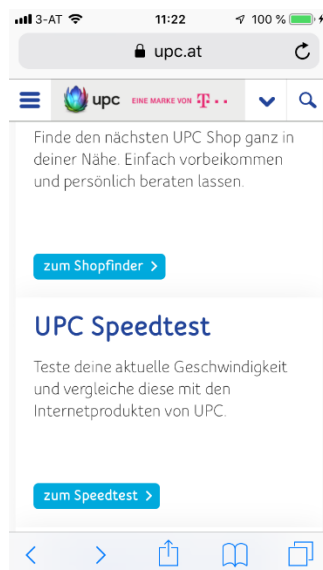 3-AT 11:22 100 %
upc.at
upc EINE MARKE VON T
Finde den nächsten UPC Shop ganz in
deiner Nähe. Einfach vorbeikommen
und persönlich beraten lassen.
zum Shopfinder >
UPC Speedtest
Teste deine aktuelle Geschwindigkeit
und vergleiche diese mit den
Internetprodukten von UPC.
zum Speedtest >